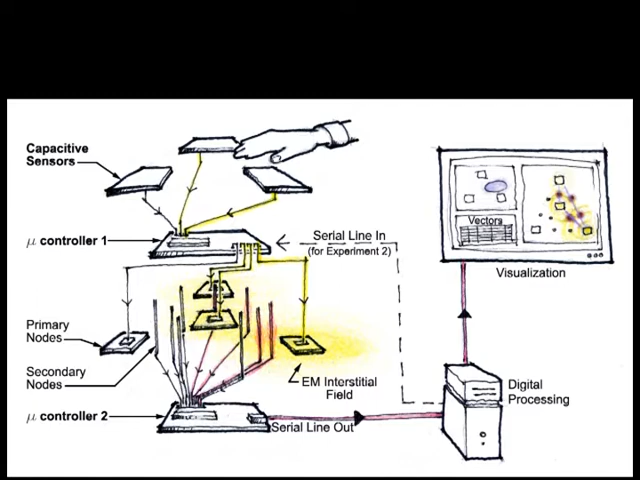 Capacitive
Sensors
μ controller 1
Serial Line In
(for Experiment 2)
Vectors
Visualization
Primary
Nodes
Secondary
Nodes
EM Interstitial
Field
Digital
Processing
μ controller 2
Serial Line Out